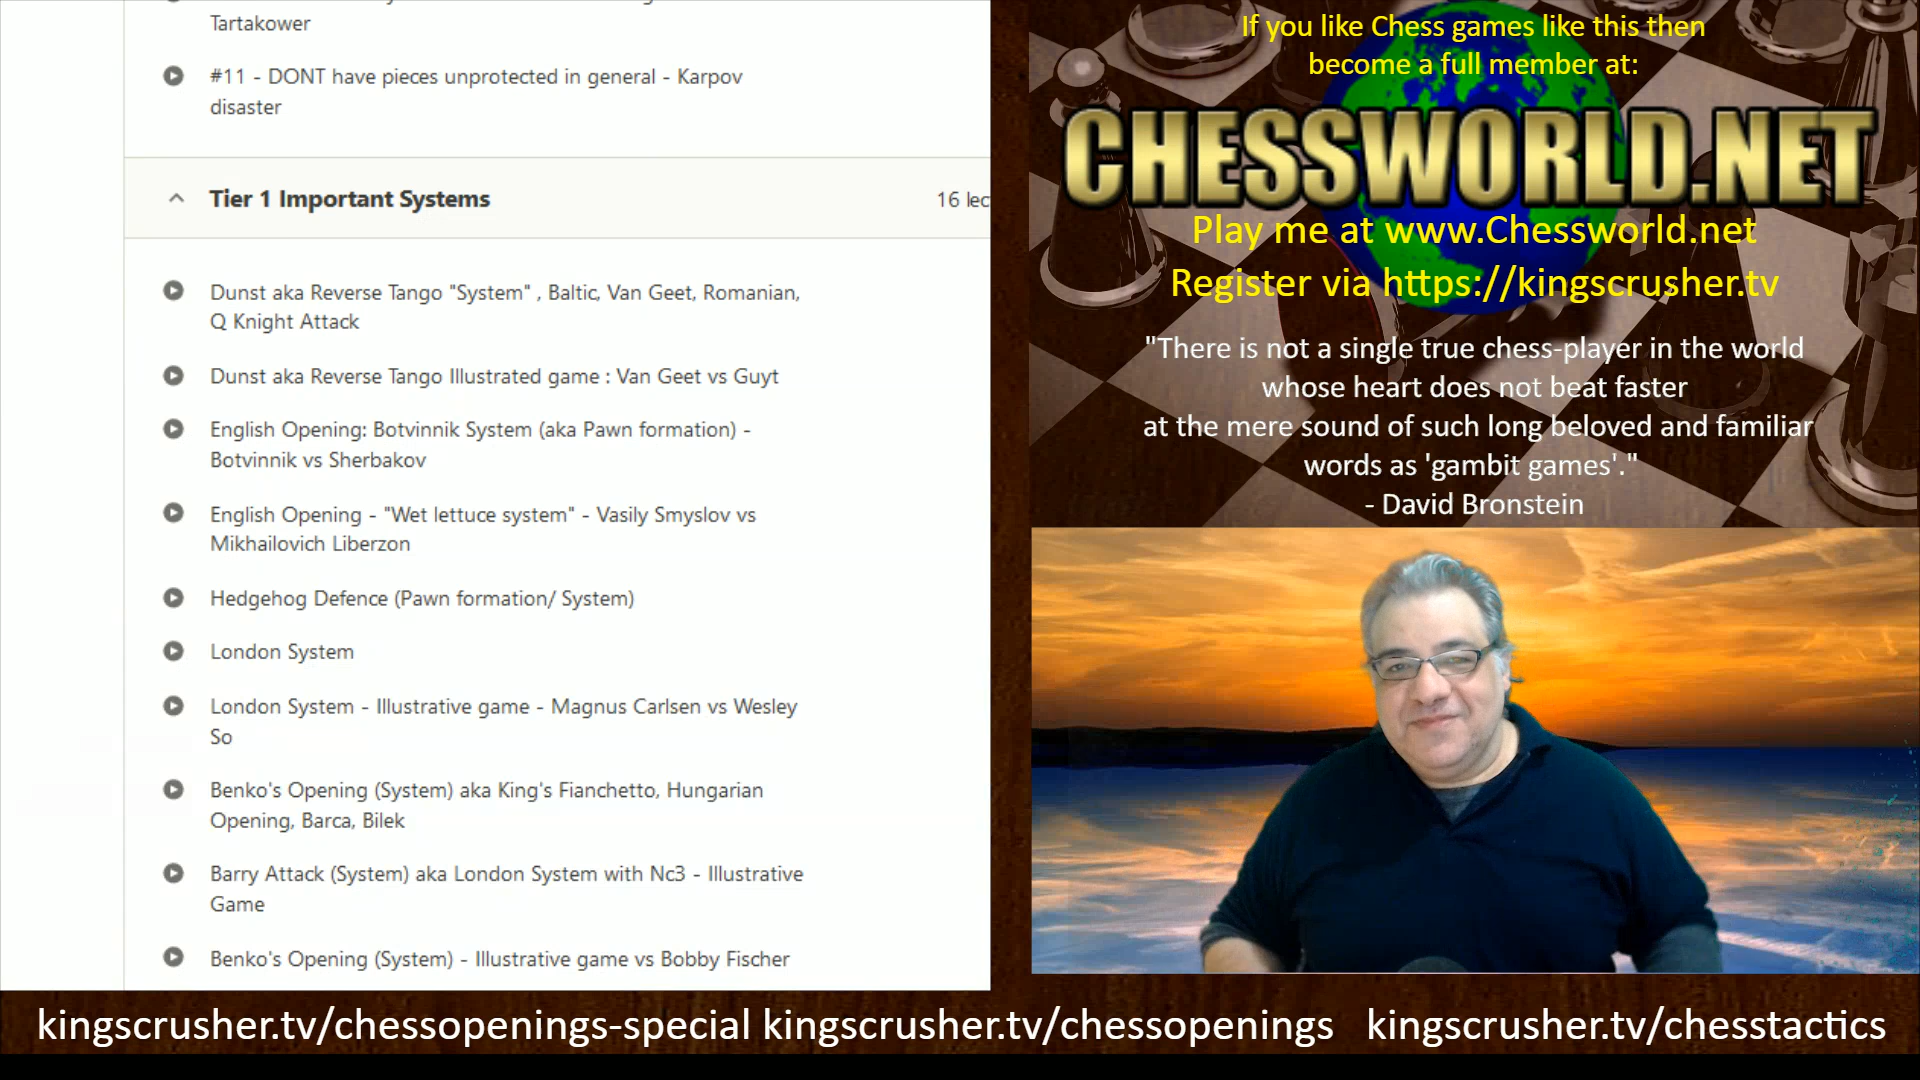 Tartakower
#11 - DONT have pieces unprotected in general - Karpov
disaster
Tier 1 Important Systems
16 lec
Dunst aka Reverse Tango "System" , Baltic, Van Geet, Romanian,
Q Knight Attack
Dunst aka Reverse Tango Illustrated game : Van Geet vs Guyt
English Opening: Botvinnik System (aka Pawn formation) -
Botvinnik vs Sherbakov
English Opening - "Wet lettuce system" - Vasily Smyslov vs
Mikhailovich Liberzon
Hedgehog Defence (Pawn formation/ System)
London System
London System - Illustrative game - Magnus Carlsen vs Wesley
So
Benko's Opening (System) aka King's Fianchetto, Hungarian
Opening, Barca, Bilek
Barry Attack (System) aka London System with Nc3 - Illustrative
Game
Benko's Opening (System) - Illustrative game vs Bobby Fischer
If you like Chess games like this then
become a full member at:
CHESSWORLD.NET
Play me at www.Chessworld.net
Register via https://kingscrusher.tv
"There is not a single true chess-player in the world
whose heart does not beat faster
at the mere sound of such long beloved and familiar
words as 'gambit games'."
- David Bronstein
kingscrusher.tv/chessopenings-special kingscrusher.tv/chessopenings kingscrusher.tv/chesstactics